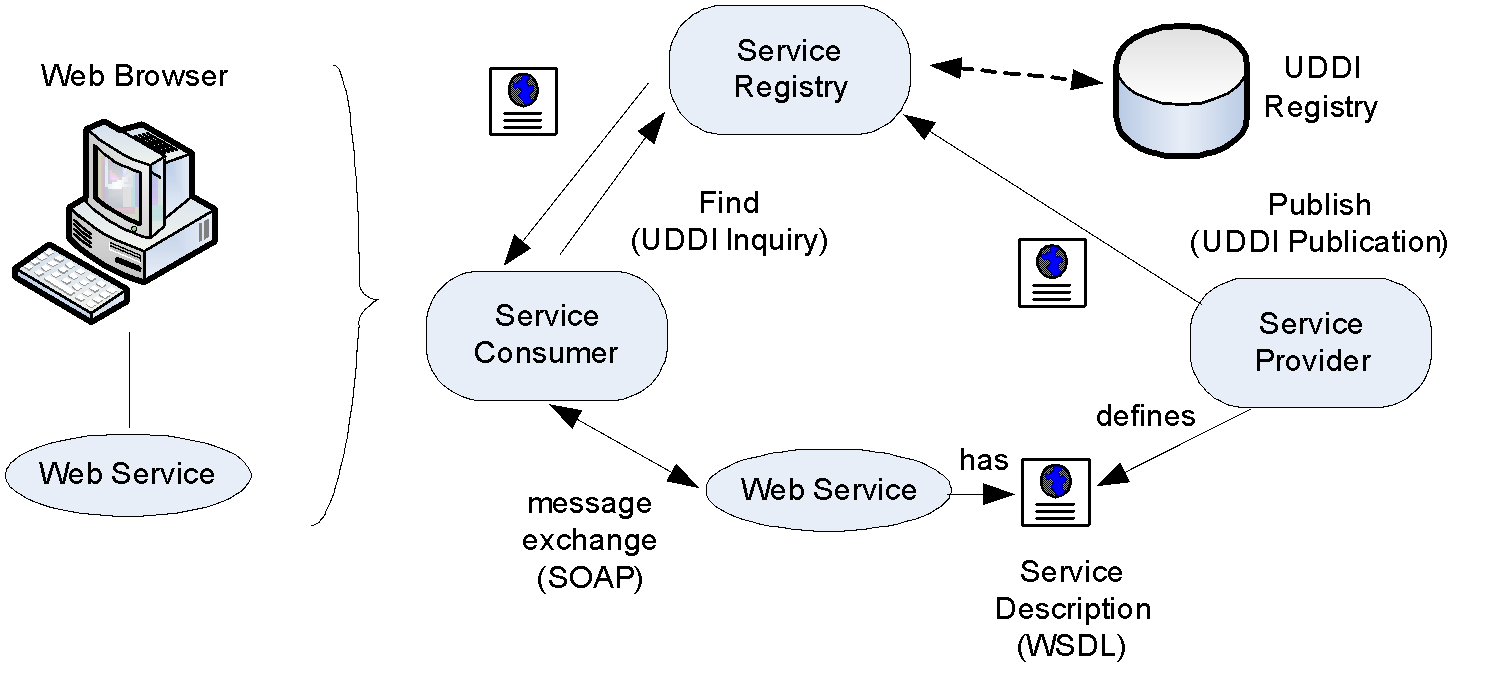 Web Browser
Web Service
Service
Registry
UDDI
Registry
Find
(UDDI Inquiry)
Publish
(UDDI Publication)
Service
Consumer
Service
Provider
defines
has
Web Service
message
exchange
(SOAP)
Service
Description
(WSDL)